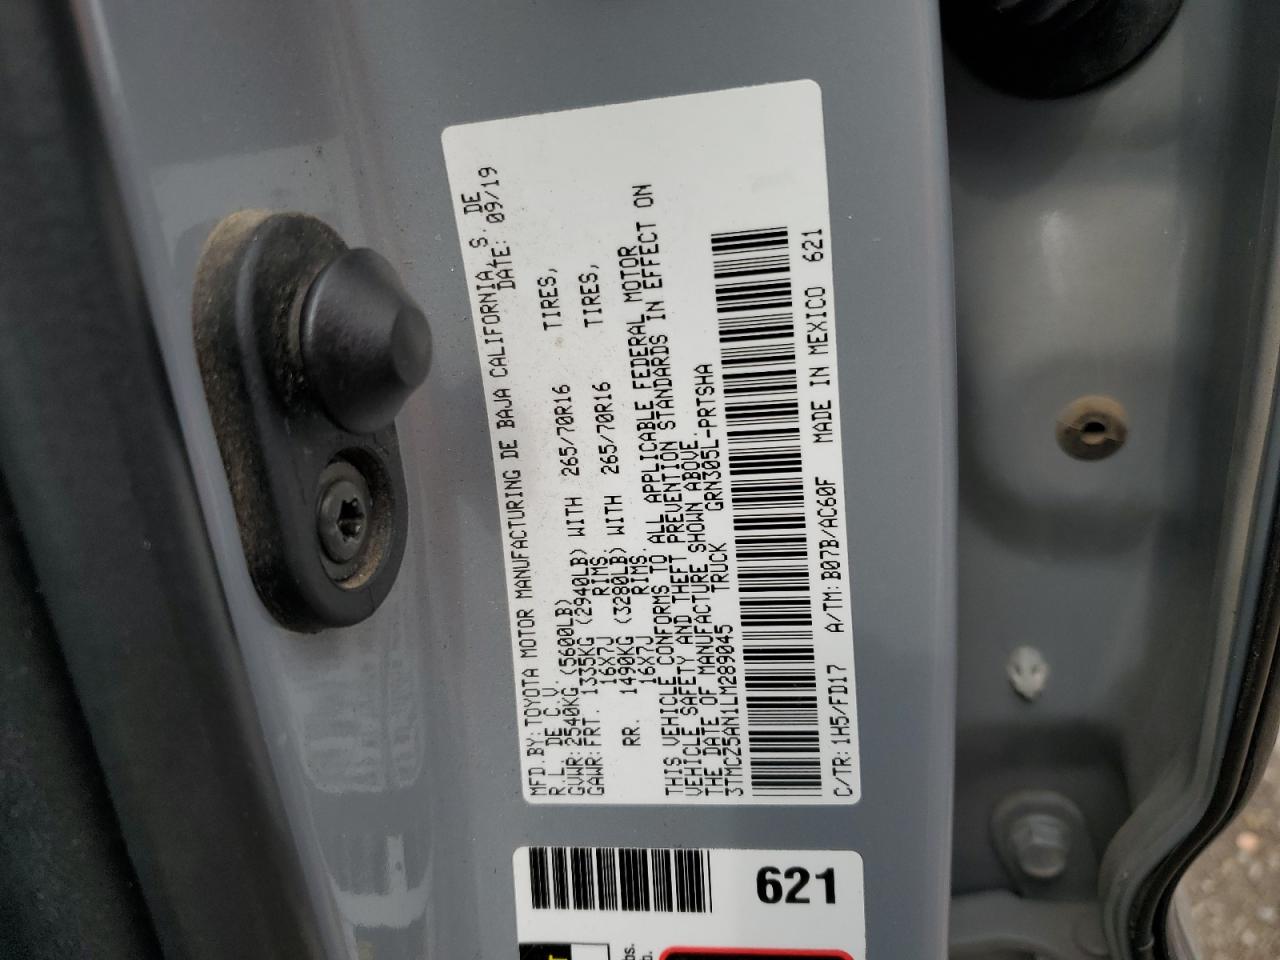 MFD.BY:TOYOTA MOTOR MANUFACTURING DE BAJA CALIFORNIA, S. DE
R.L. DE C.V. DATE: 09/19
GVWR:2540KG (5600LB)
GAWR:FRT. 1335KG (2940LB) WITH 265/70R16 TIRES,
16X7J RIMS,
RR. 1490KG (3280LB) WITH 265/70R16 TIRES,
16X7J RIMS.
THIS VEHICLE CONFORMS TO ALL APPLICABLE FEDERAL MOTOR
VEHICLE SAFETY AND THEFT PREVENTION STANDARDS IN EFFECT ON
THE DATE OF MANUFACTURE SHOWN ABOVE.
3TMCZ5AN1LM289045 TRUCK GRN305L-PRTSHA
C/TR:1H5/FD17 A/TM:B07B/AC60F MADE IN MEXICO 621
621